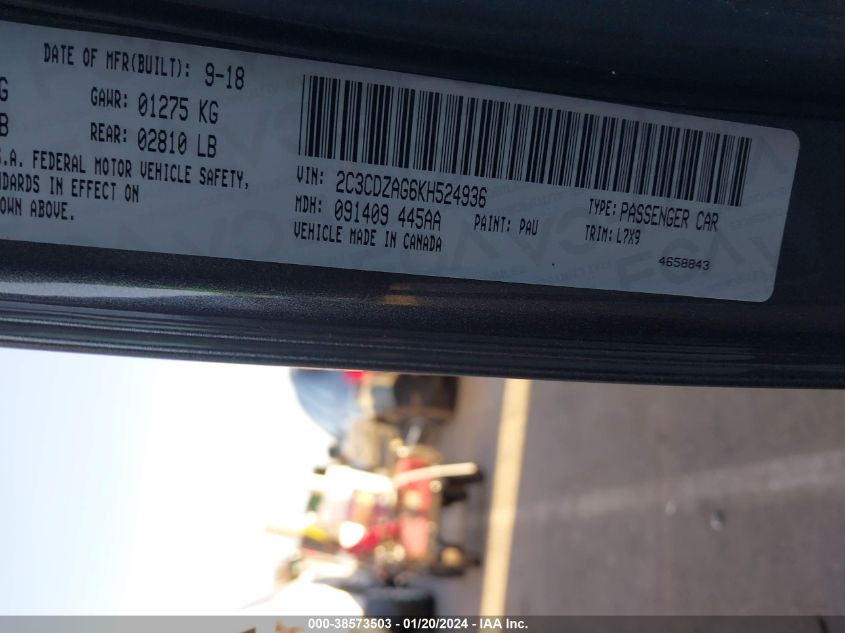 DATE OF MFR(BUILT): 9-18
G GAWR: 01275 KG
B REAR: 02810 LB
S.A. FEDERAL MOTOR VEHICLE SAFETY,
NDARDS IN EFFECT ON
OWN ABOVE.
VIN: 2C3CDZAG6KH524936
MDH: 091409 445AA PAINT: PAU
VEHICLE MADE IN CANADA
TYPE: PASSENGER CAR
TRIM: L7X9
4658843
000-38573503 - 01/20/2024 - IAA Inc.